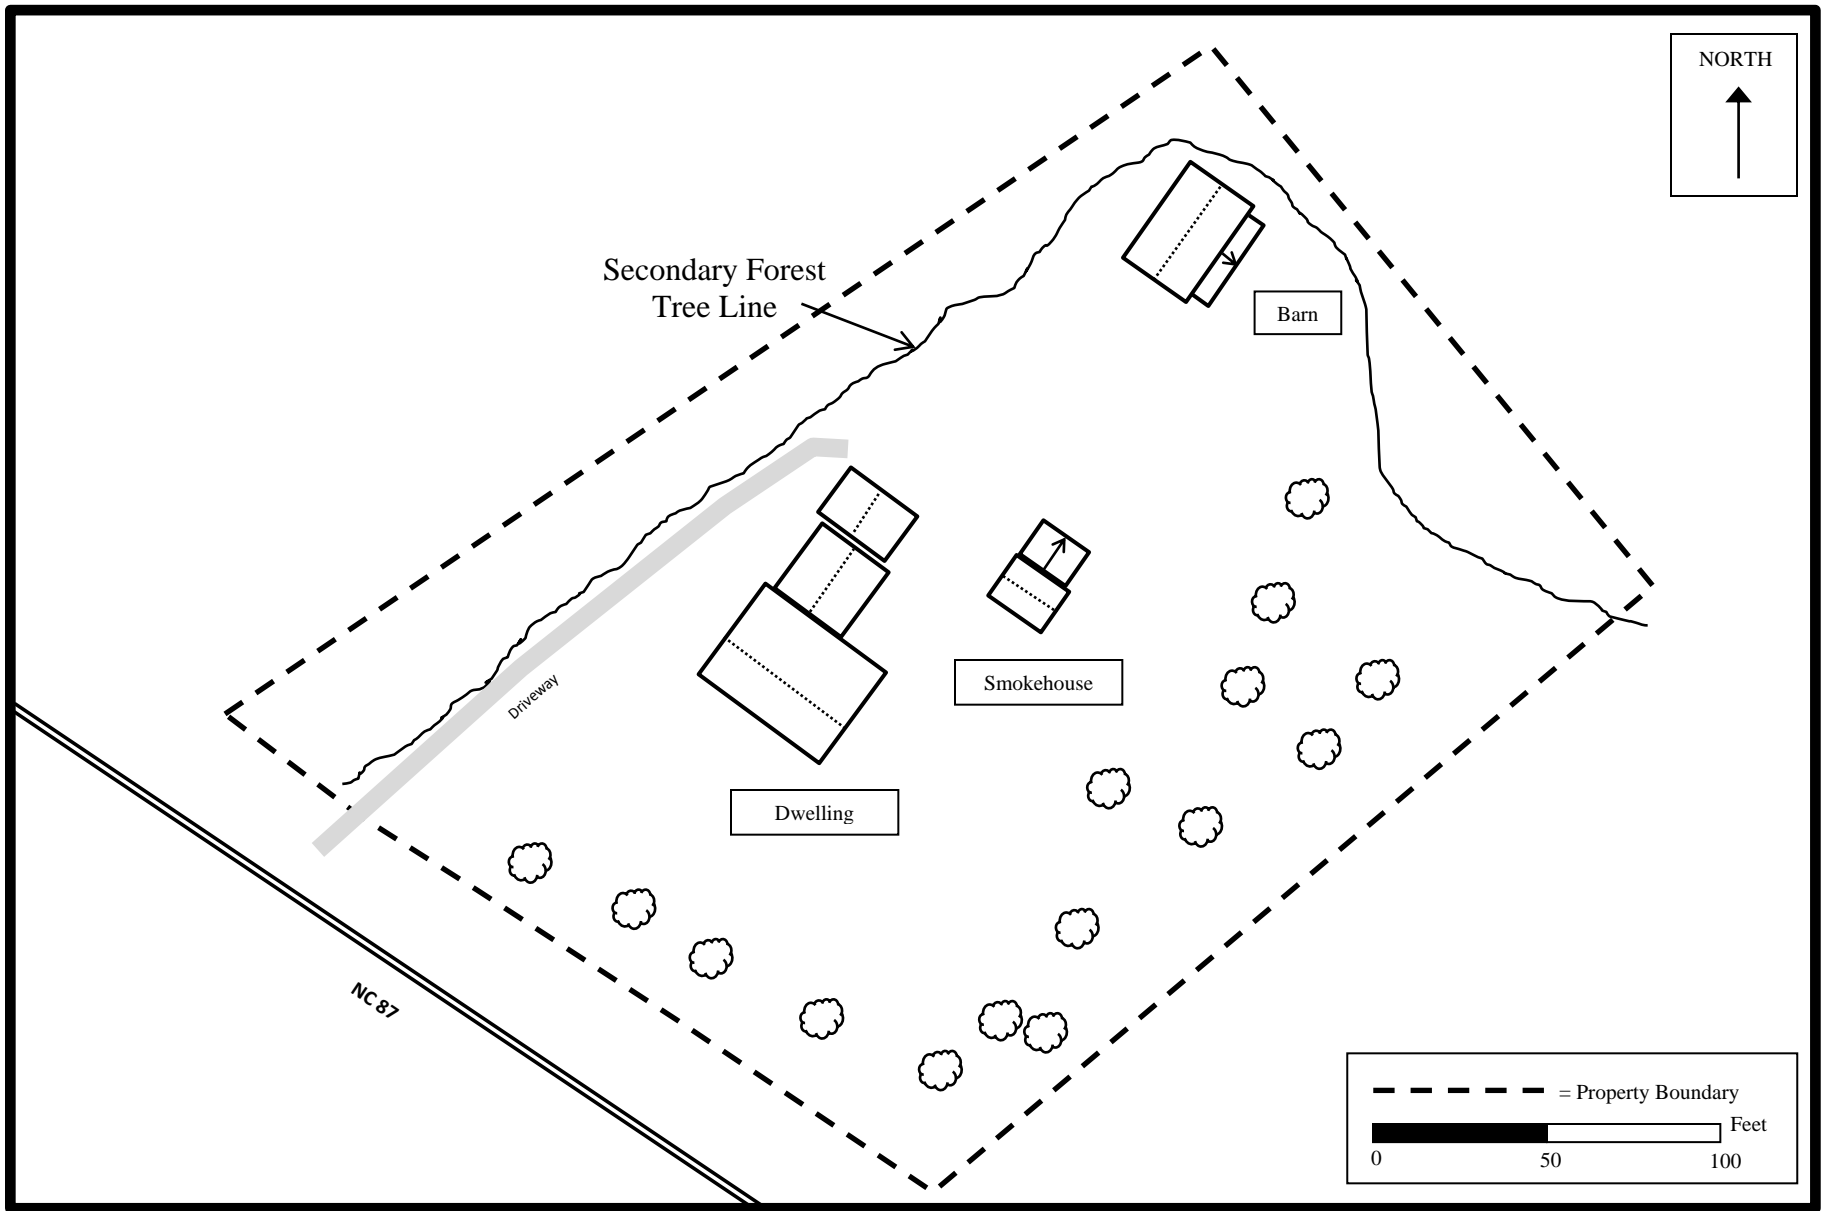 NORTH
Secondary Forest
Tree Line
Barn
Smokehouse
Driveway
Dwelling
NC 87
= Property Boundary
Feet
0 50 100